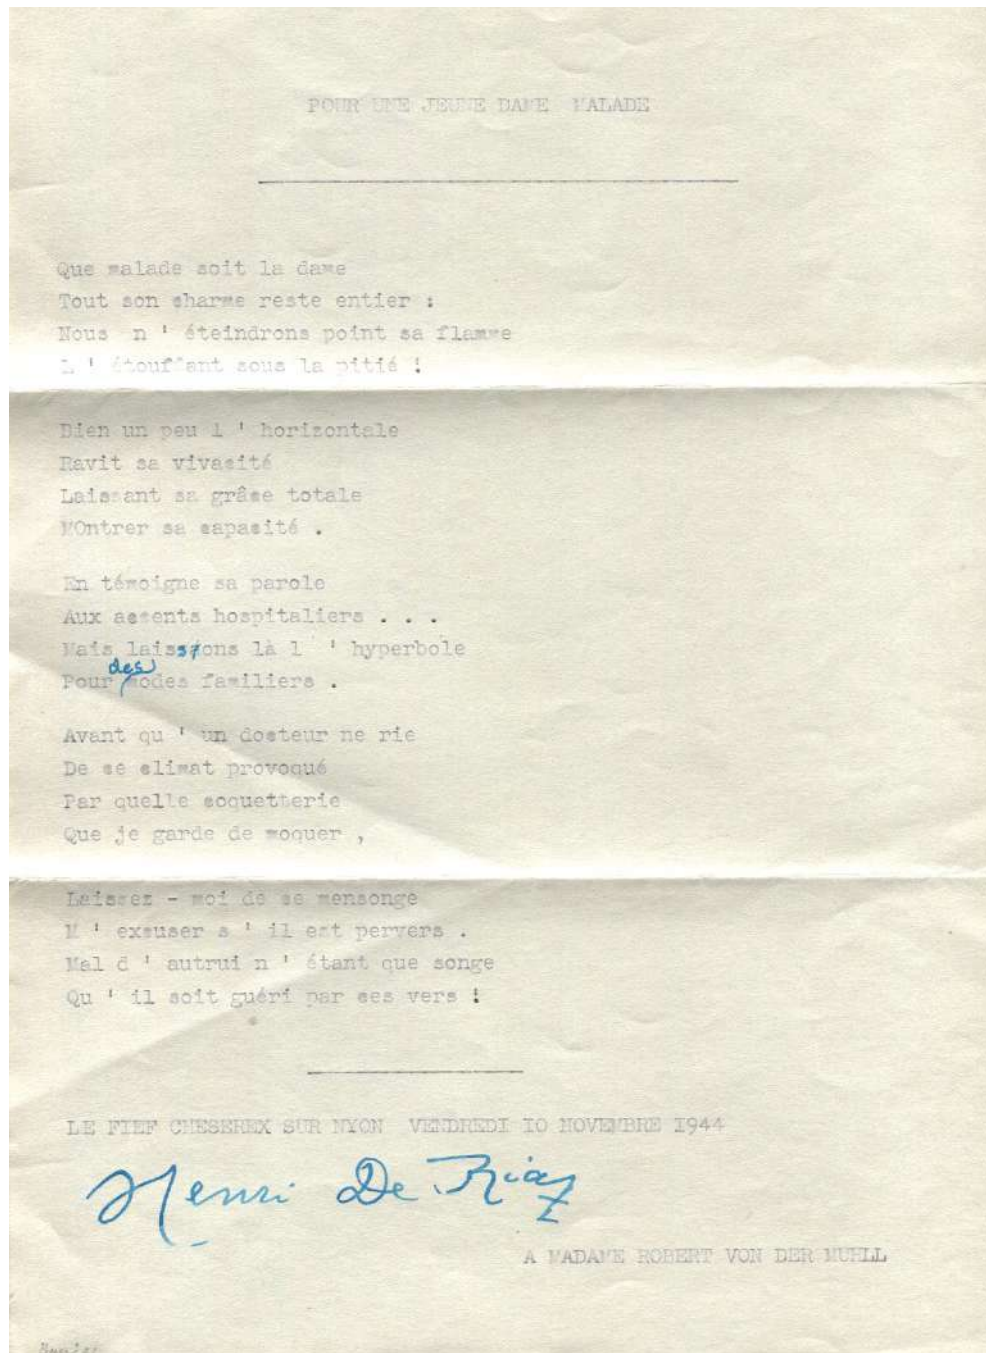 POUR UNE JEUNE DAME MALADE
Que malade soit la dame
Tout son charme reste entier :
Nous n ' éteindrons point sa flamme
L ' étouffant sous la pitié !
Bien un peu l ' horizontale
Ravit sa vivacité
Laissant sa grâce totale
MOntrer sa capacité .
En témoigne sa parole
Aux accents hospitaliers . . .
Mais laissons là l ' hyperbole
Pour des modes familiers .
Avant qu ' un docteur ne rie
De ce climat provoqué
Par quelle coquetterie
Que je garde de moquer ,
Laissez - moi de ce mensonge
M ' excuser s ' il est pervers .
Mal d ' autrui n ' étant que songe
Qu ' il soit guéri par ces vers !
LE FIEF CHESEREX SUR NYON VENDREDI IO NOVEMBRE I944
Henri De Riaz
A MADAME ROBERT VON DER MUHLL